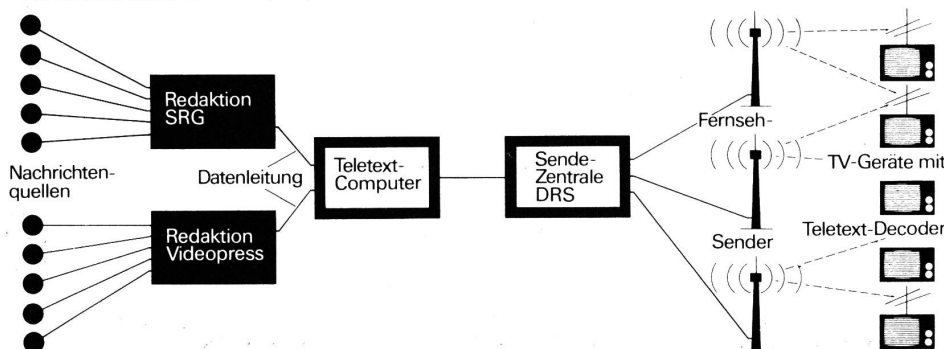 Redaktion
SRG
Nachrichten-
quellen
Datenleitung
Redaktion
Videopress
Teletext-
Computer
Sende-
Zentrale
DRS
Fernseh-
Sender
TV-Geräte mit
Teletext-Decoder